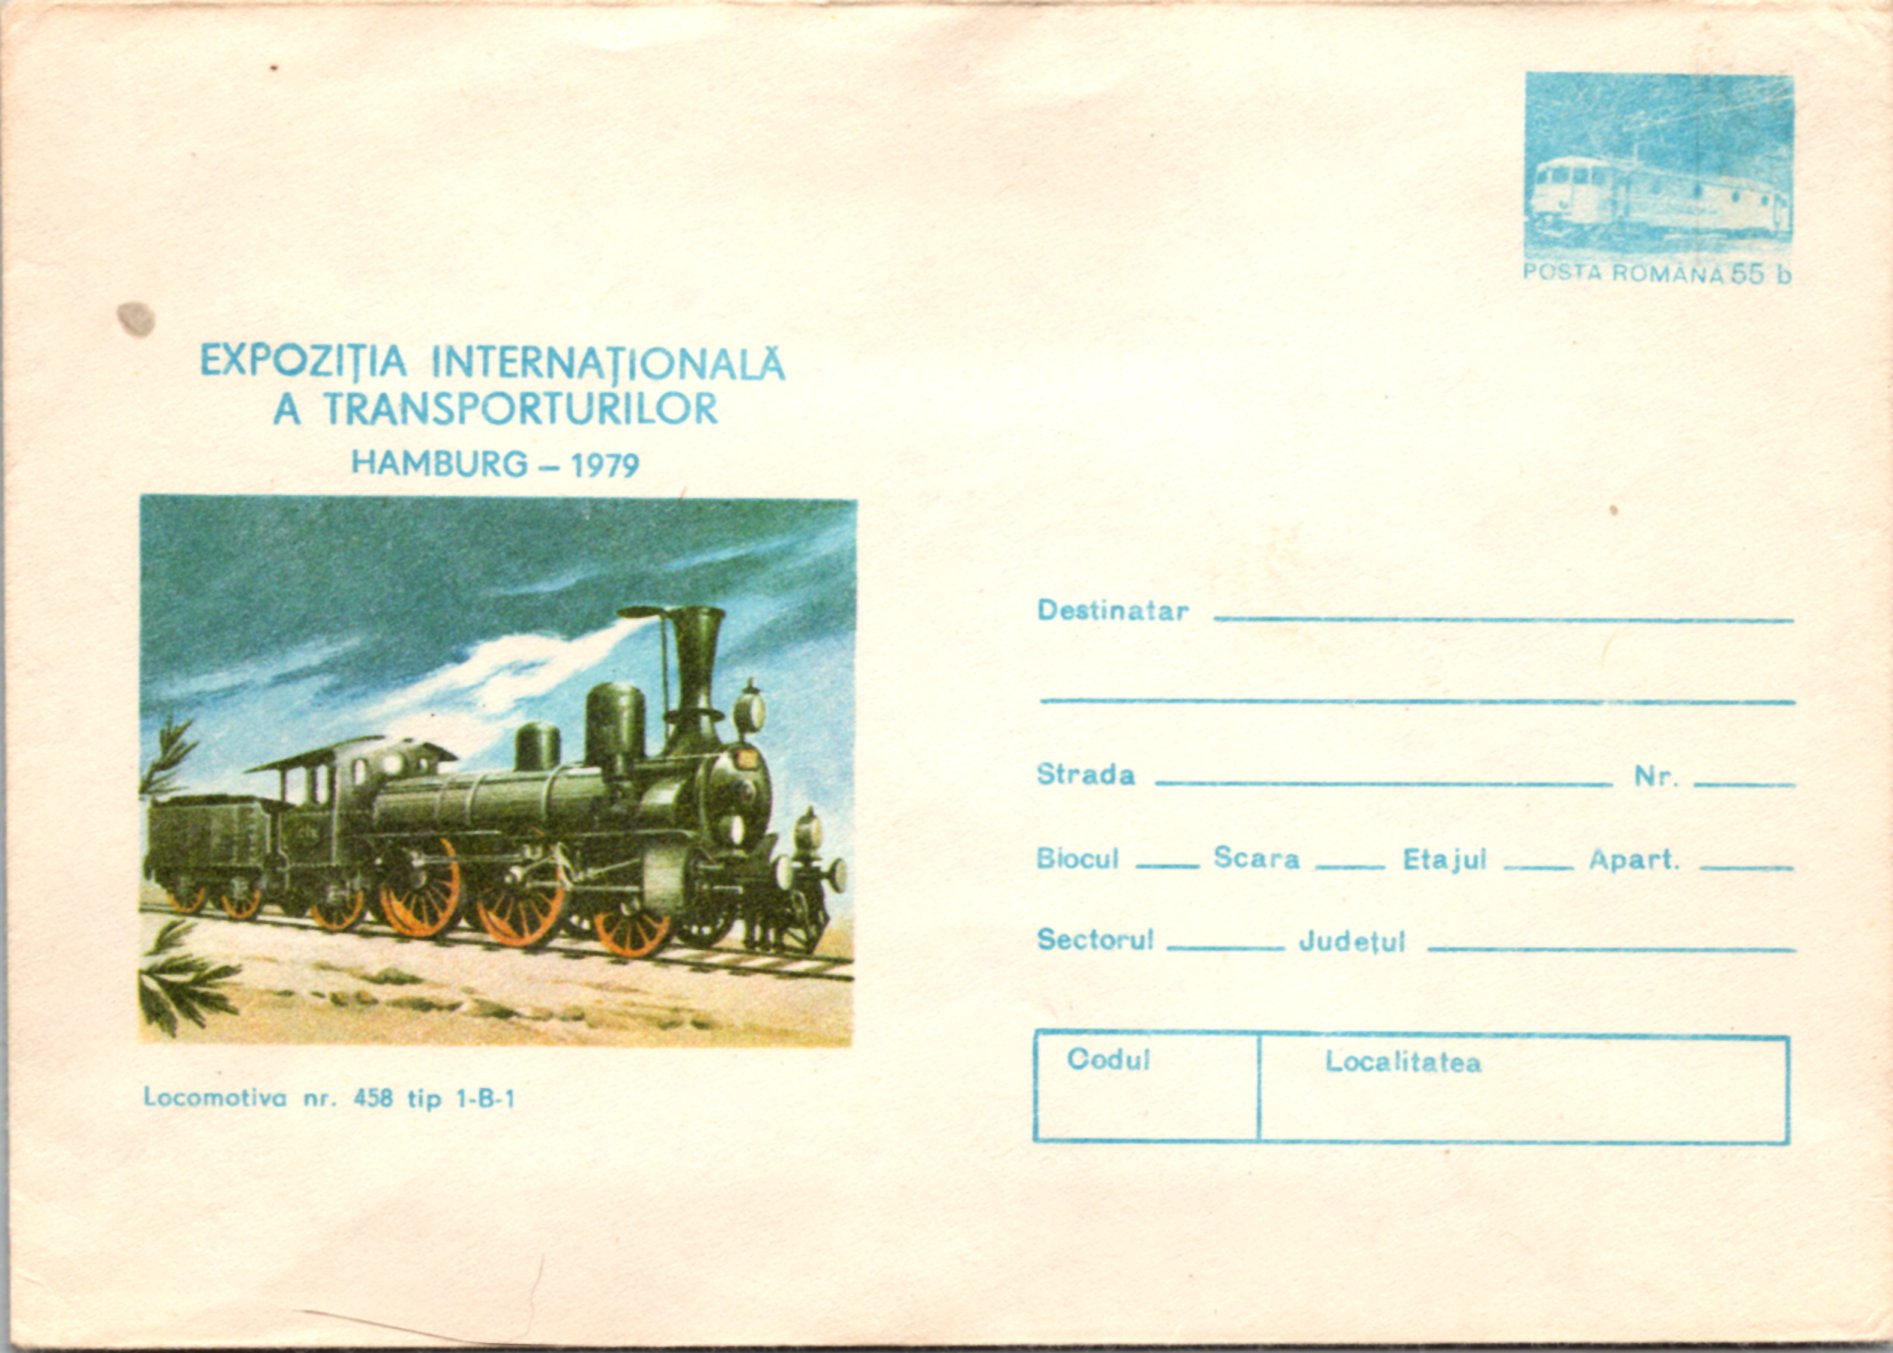 POSTA ROMÂNA 55 b
EXPOZIȚIA INTERNAȚIONALĂ
A TRANSPORTURILOR
HAMBURG – 1979
Locomotiva nr. 458 tip 1-B-1
Destinatar
Strada Nr.
Blocul Scara Etajul Apart.
Sectorul Județul
Codul Localitatea